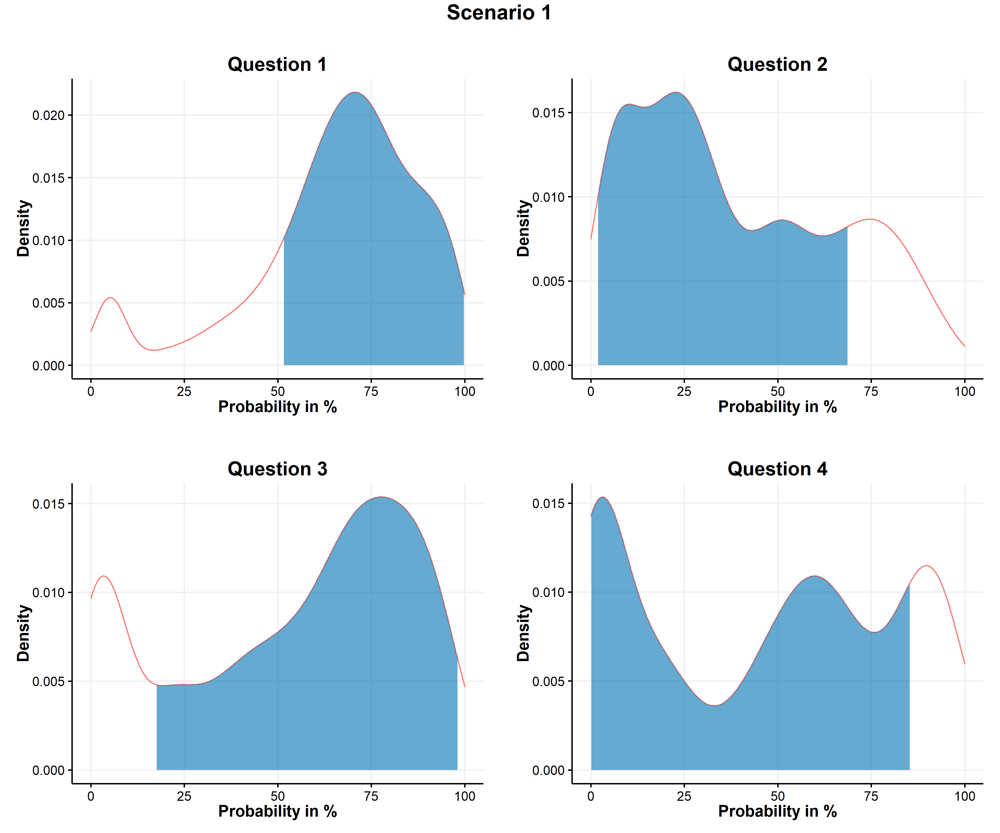 Scenario 1
Question 1
Density
0.020
0.015
0.010
0.005
0.000
0 25 50 75 100
Probability in %
Question 2
Density
0.015
0.010
0.005
0.000
0 25 50 75 100
Probability in %
Question 3
Density
0.015
0.010
0.005
0.000
0 25 50 75 100
Probability in %
Question 4
Density
0.015
0.010
0.005
0.000
0 25 50 75 100
Probability in %